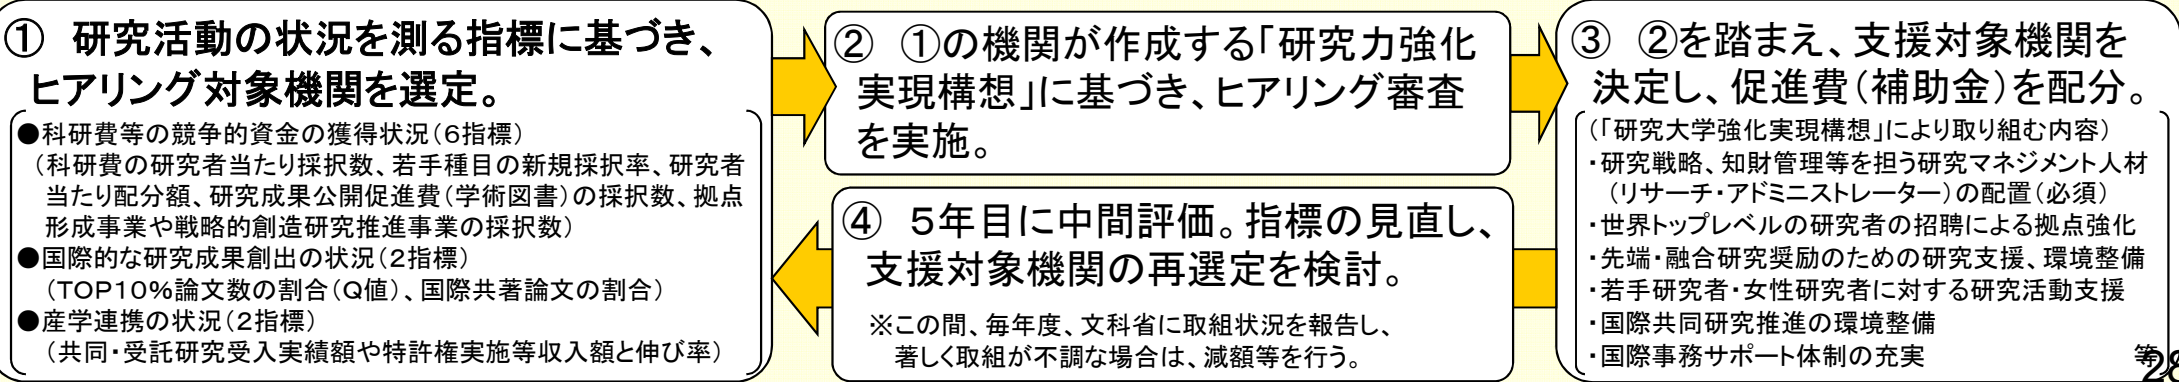 ① 研究活動の状況を測る指標に基づき、
ヒアリング対象機関を選定。
●科研費等の競争的資金の獲得状況（６指標）
（科研費の研究者当たり採択数、若手種目の新規採択率、研究者
当たり配分額、研究成果公開促進費（学術図書）の採択数、拠点
形成事業や戦略的創造研究推進事業の採択数）
●国際的な研究成果創出の状況（２指標）
（ＴＯＰ１０％論文数の割合（Ｑ値）、国際共著論文の割合）
●産学連携の状況（２指標）
（共同・受託研究受入実績額や特許権実施等収入額と伸び率）
② ①の機関が作成する「研究力強化
実現構想」に基づき、ヒアリング審査
を実施。
③ ②を踏まえ、支援対象機関を
決定し、促進費（補助金）を配分。
（「研究大学強化実現構想」により取り組む内容）
・研究戦略、知財管理等を担う研究マネジメント人材
（リサーチ・アドミニストレーター）の配置（必須）
・世界トップレベルの研究者の招聘による拠点強化
・先端・融合研究奨励のための研究支援、環境整備
・若手研究者・女性研究者に対する研究活動支援
・国際共同研究推進の環境整備
・国際事務サポート体制の充実 等
④ ５年目に中間評価。指標の見直し、
支援対象機関の再選定を検討。
※この間、毎年度、文科省に取組状況を報告し、
著しく取組が不調な場合は、減額等を行う。